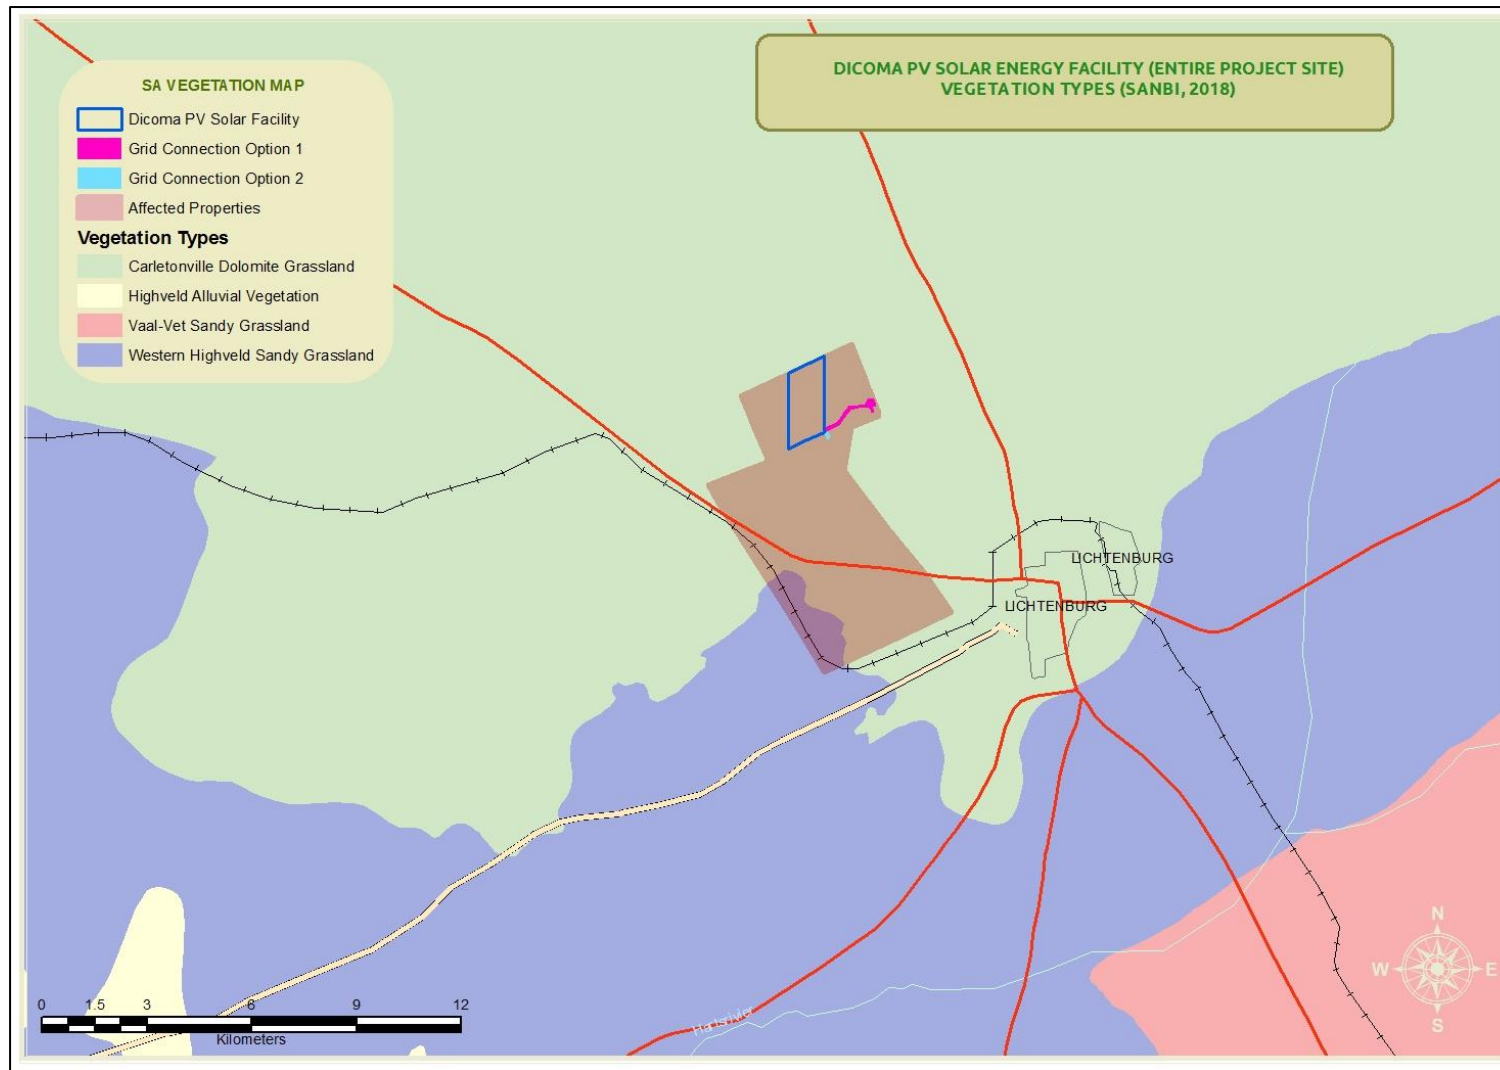 DICOMA PV SOLAR ENERGY FACILITY (ENTIRE PROJECT SITE)
VEGETATION TYPES (SANBI, 2018)
SA VEGETATION MAP
Dicoma PV Solar Facility
Grid Connection Option 1
Grid Connection Option 2
Affected Properties
Vegetation Types
Carletonville Dolomite Grassland
Highveld Alluvial Vegetation
Vaal-Vet Sandy Grassland
Western Highveld Sandy Grassland
LICHTENBURG
LICHTENBURG
N
W
E
S
0 1.5 3 6 9 12
Kilometers